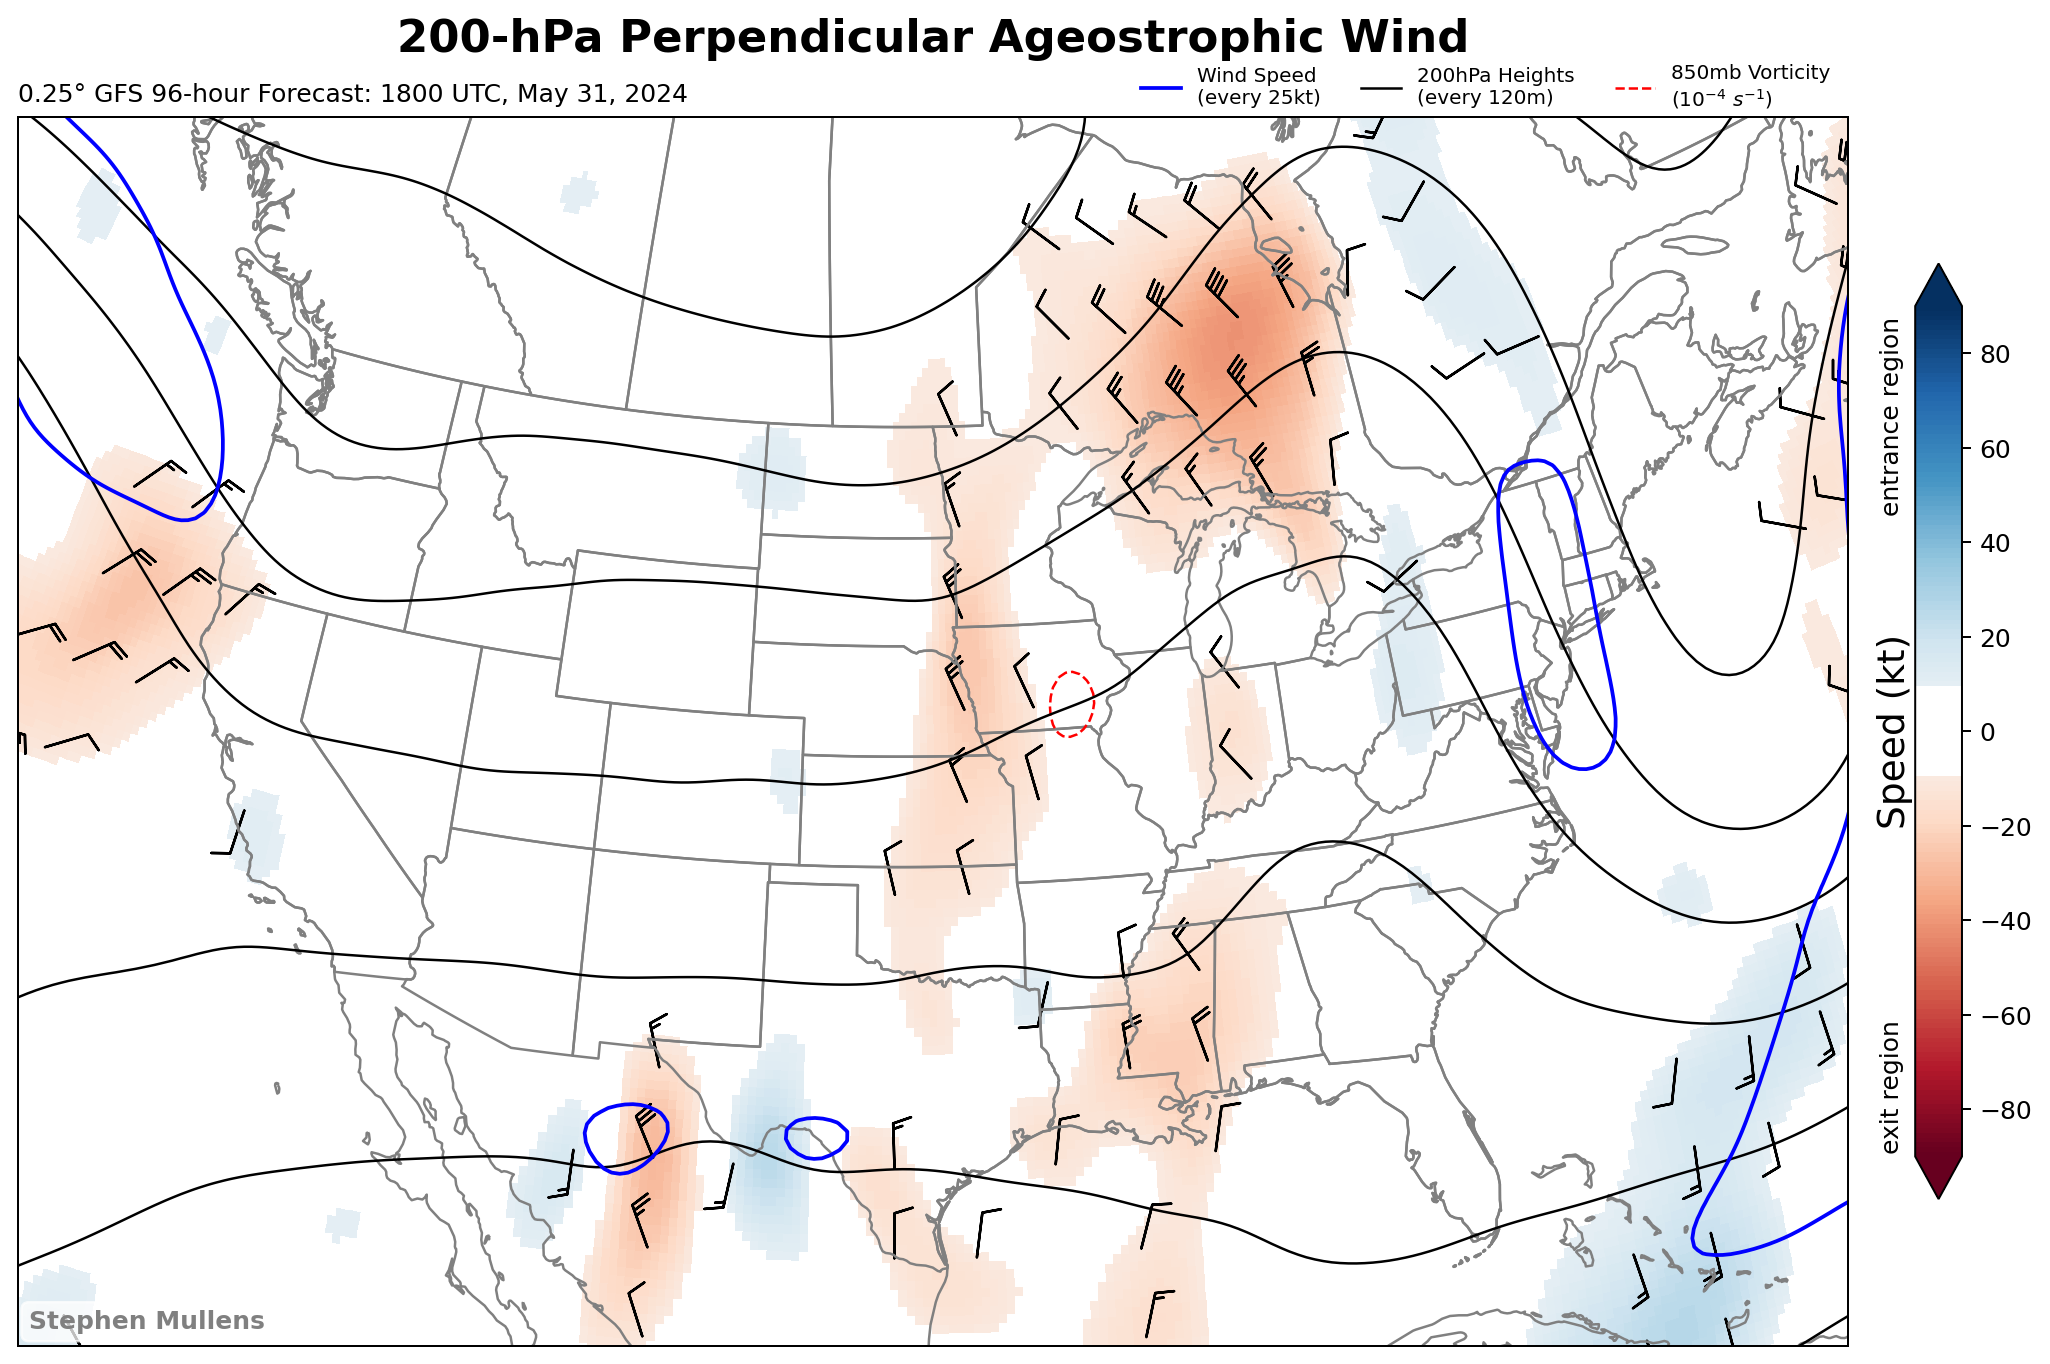 200-hPa Perpendicular Ageostrophic Wind
0.25° GFS 96-hour Forecast: 1800 UTC, May 31, 2024
Wind Speed
(every 25kt)
200hPa Heights
(every 120m)
850mb Vorticity
(10⁻⁴ s⁻¹)
entrance region
Speed (kt)
exit region
80
60
40
20
0
−20
−40
−60
−80
Stephen Mullens